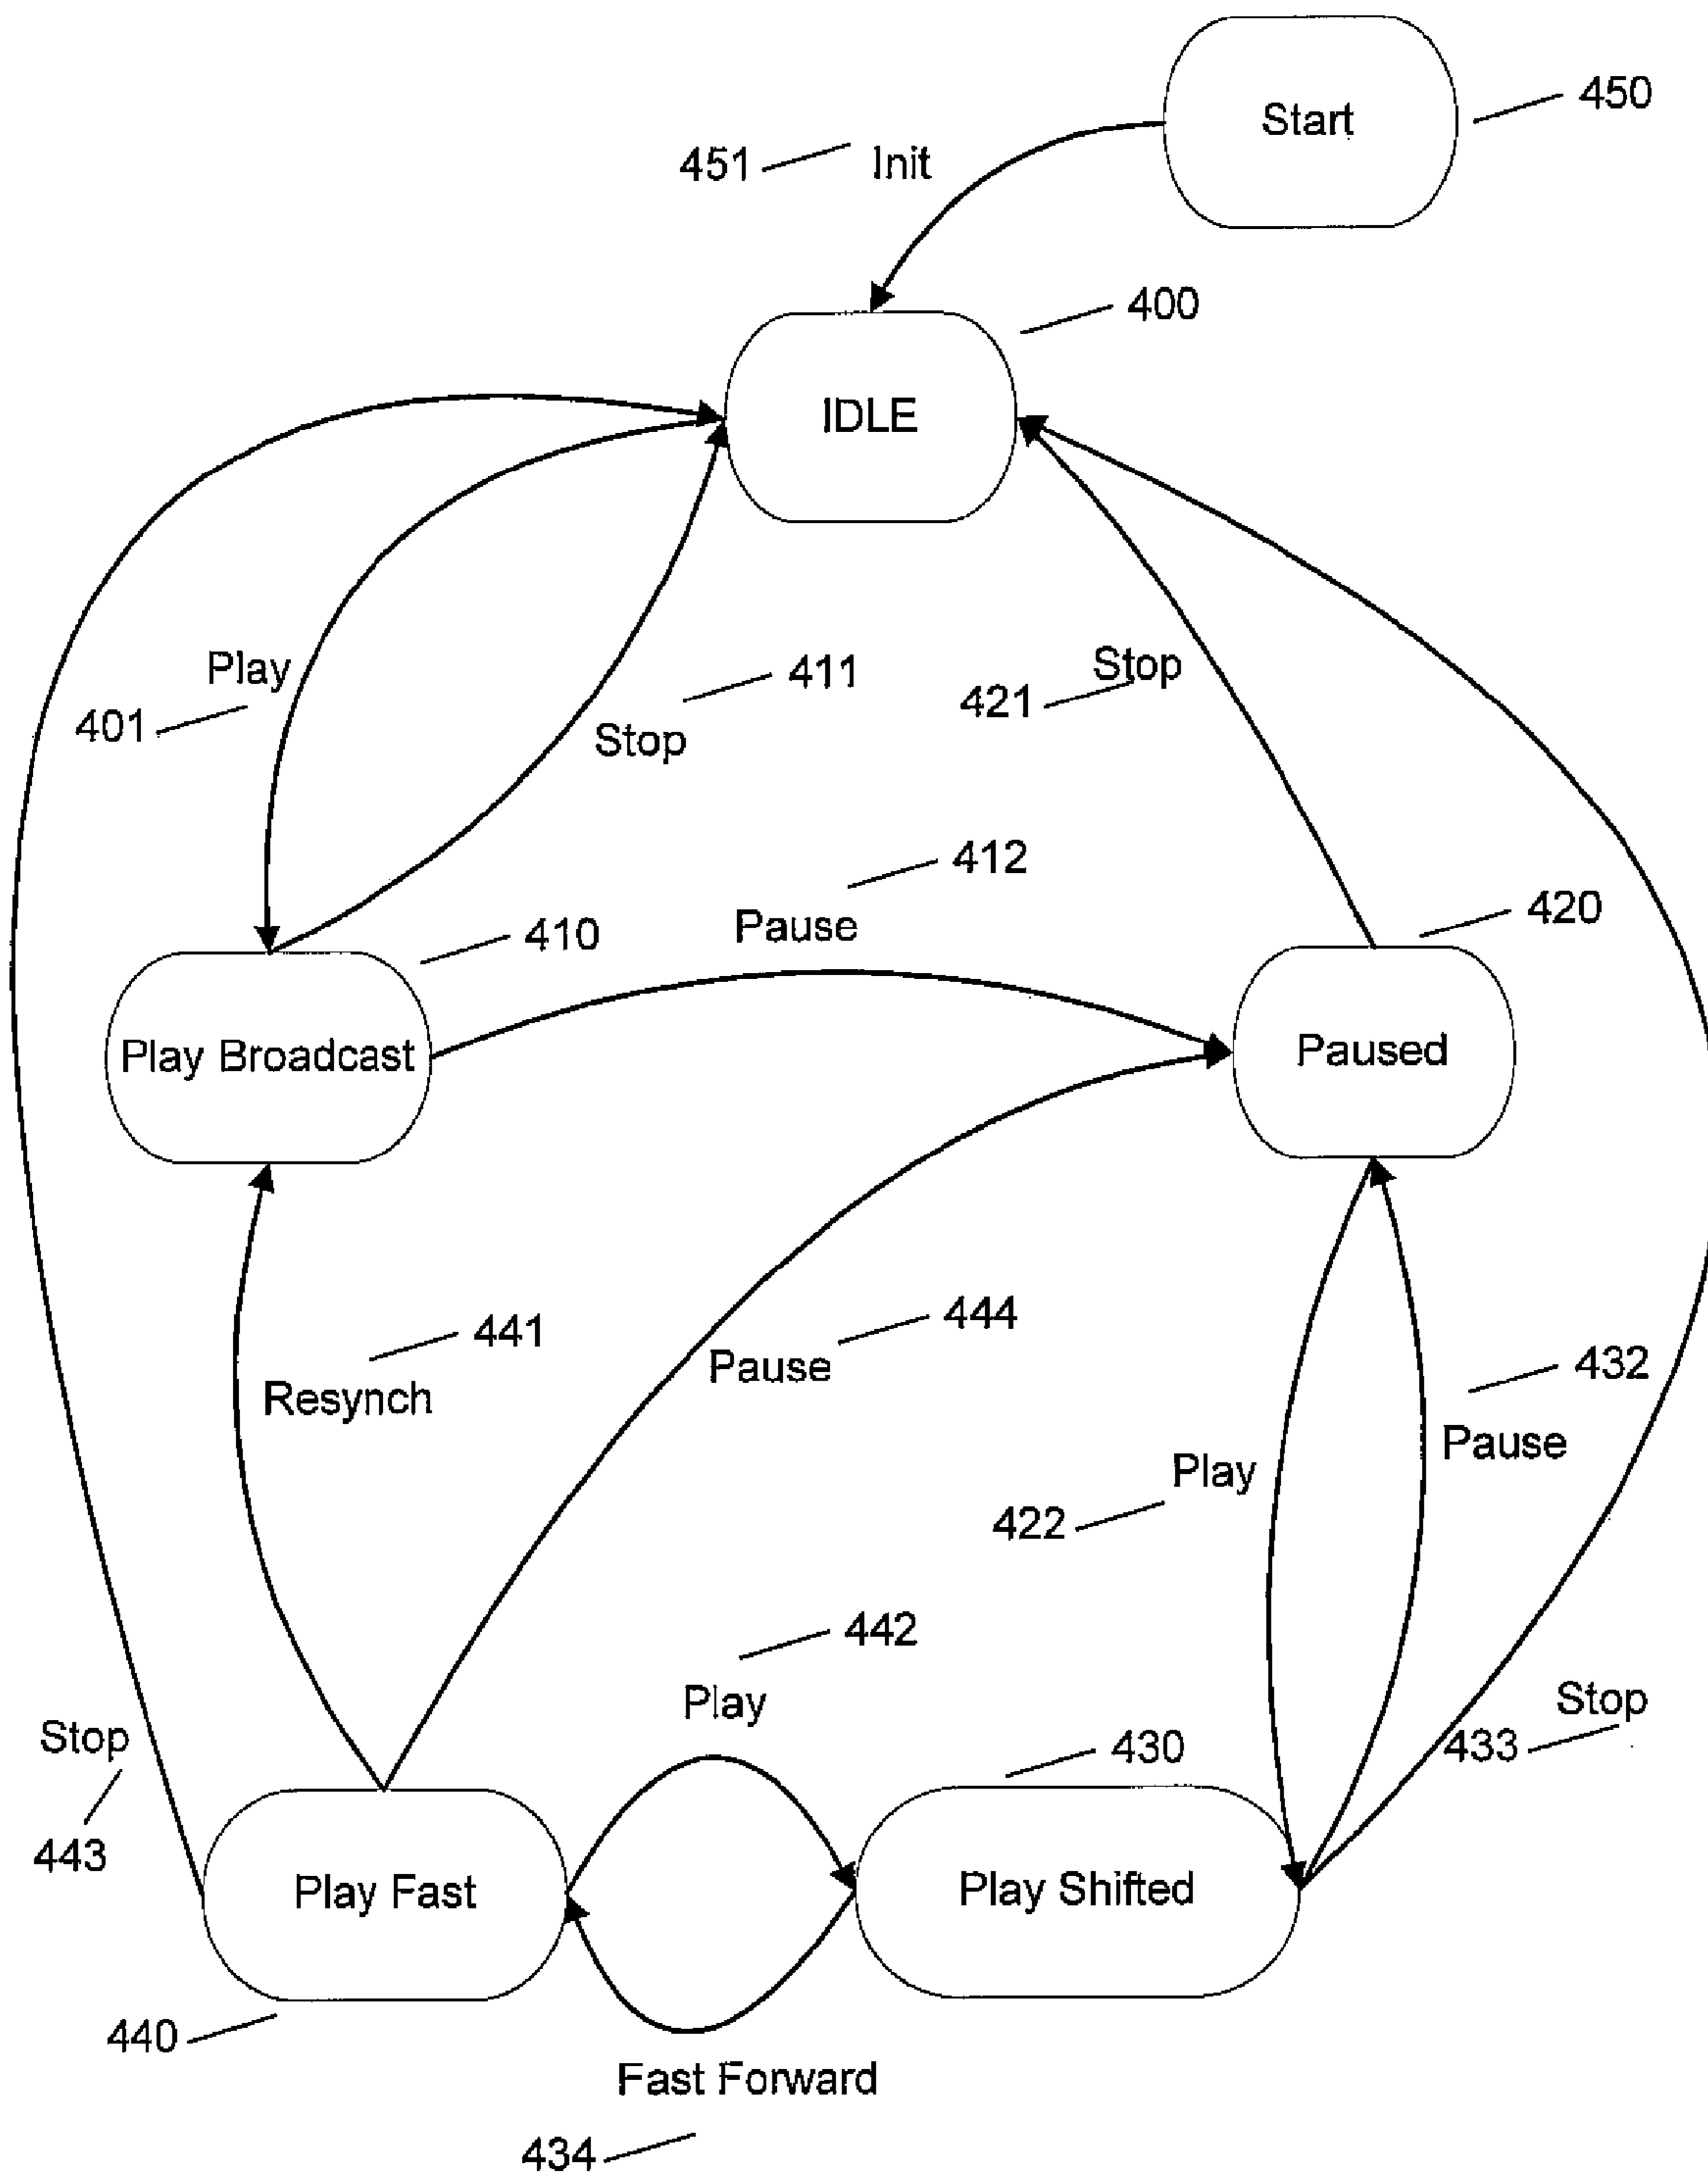 Start
450
451
Init
400
IDLE
Play
401
411
Stop
Stop
421
412
Pause
420
410
Play Broadcast
Paused
441
Resynch
444
Pause
432
Pause
Play
422
442
Play
Stop
433
430
Stop
443
Play Fast
Play Shifted
440
Fast Forward
434